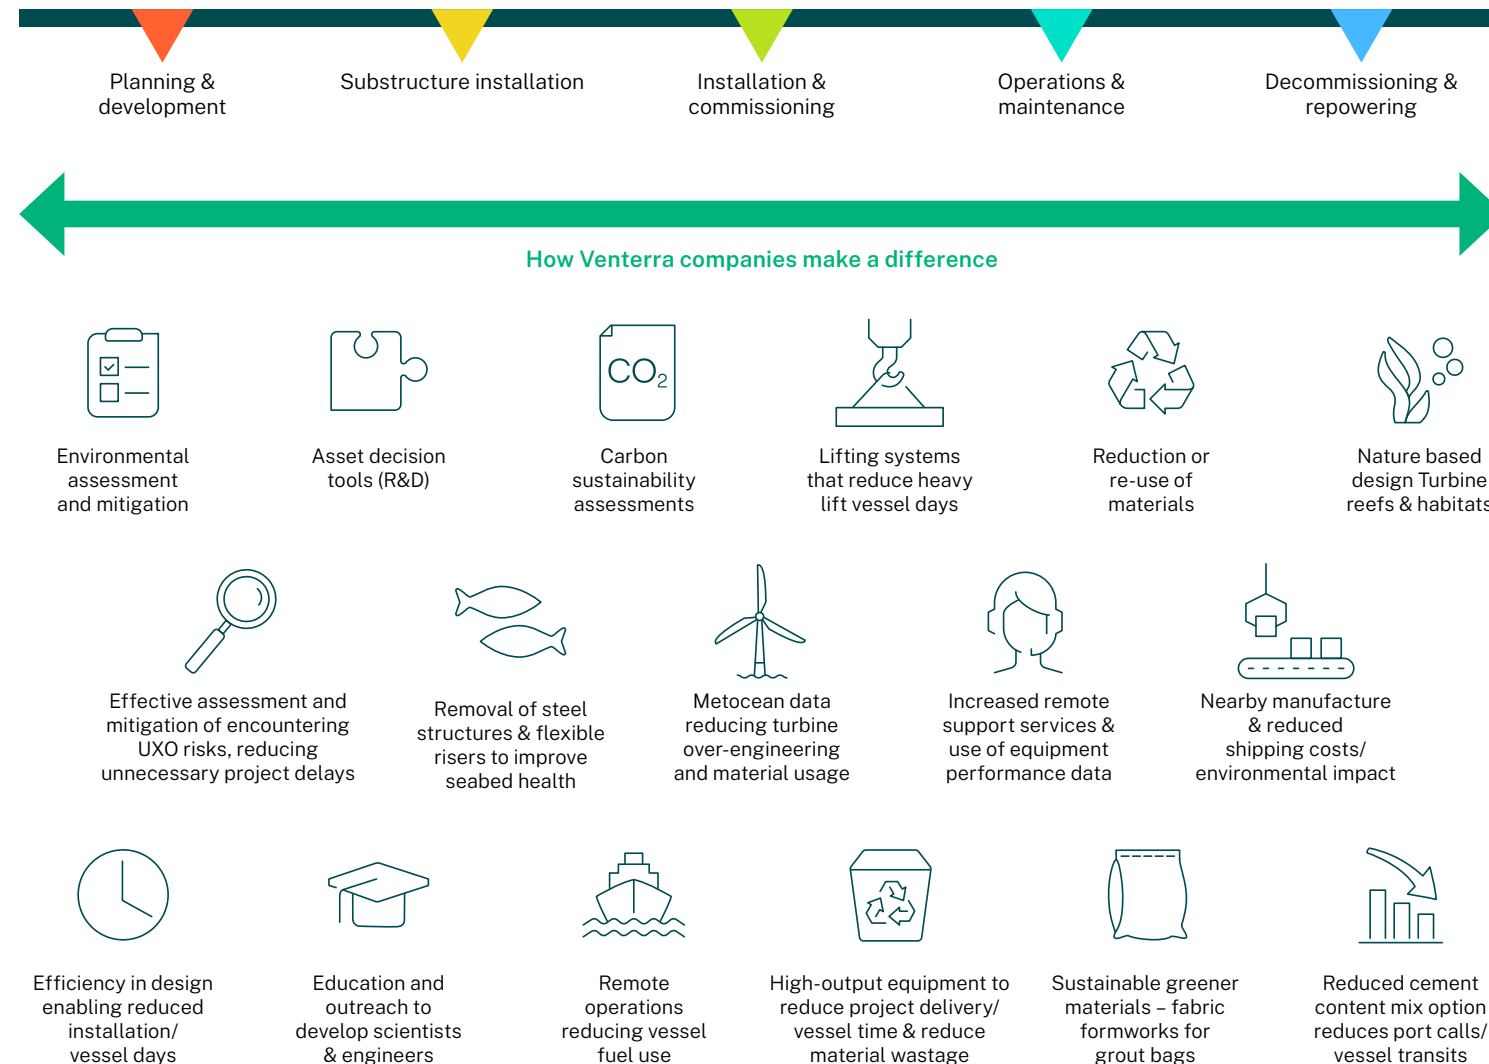 Planning &
development
Substructure installation
Installation &
commissioning
Operations &
maintenance
Decommissioning &
repowering
How Venterra companies make a difference
Environmental
assessment
and mitigation
Asset decision
tools (R&D)
CO2
Carbon
sustainability
assessments
Lifting systems
that reduce heavy
lift vessel days
Reduction or
re-use of
materials
Nature based
design Turbine
reefs & habitats
Effective assessment and
mitigation of encountering
UXO risks, reducing
unnecessary project delays
Removal of steel
structures & flexible
risers to improve
seabed health
Metocean data
reducing turbine
over-engineering
and material usage
Increased remote
support services &
use of equipment
performance data
Nearby manufacture
& reduced
shipping costs/
environmental impact
Efficiency in design
enabling reduced
installation/
vessel days
Education and
outreach to
develop scientists
& engineers
Remote
operations
reducing vessel
fuel use
High-output equipment to
reduce project delivery/
vessel time & reduce
material wastage
Sustainable greener
materials – fabric
formworks for
grout bags
Reduced cement
content mix option
reduces port calls/
vessel transits